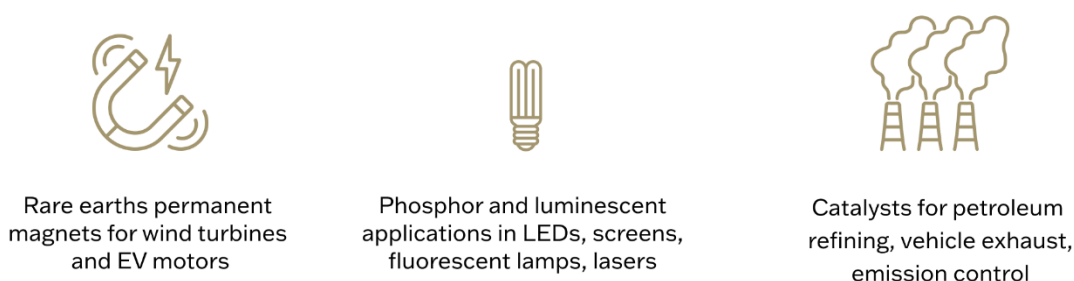 Rare earths permanent
magnets for wind turbines
and EV motors
Phosphor and luminescent
applications in LEDs, screens,
fluorescent lamps, lasers
Catalysts for petroleum
refining, vehicle exhaust,
emission control